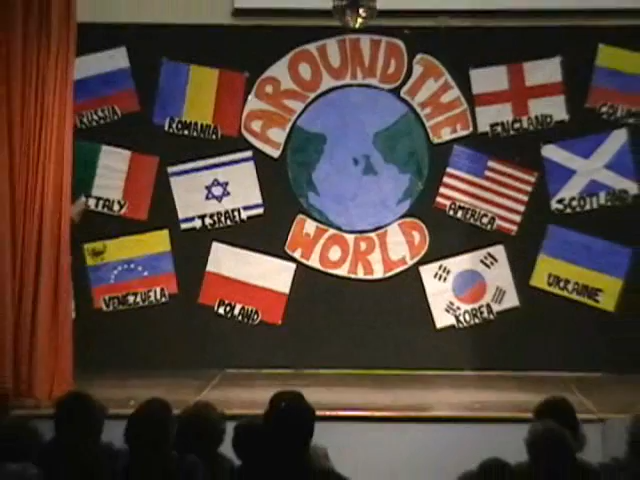 AROUND THE
WORLD
RUSSIA
ROMANIA
ENGLAND
ITALY
ISRAEL
AMERICA
SCOTLAND
VENEZUELA
POLAND
KOREA
UKRAINE